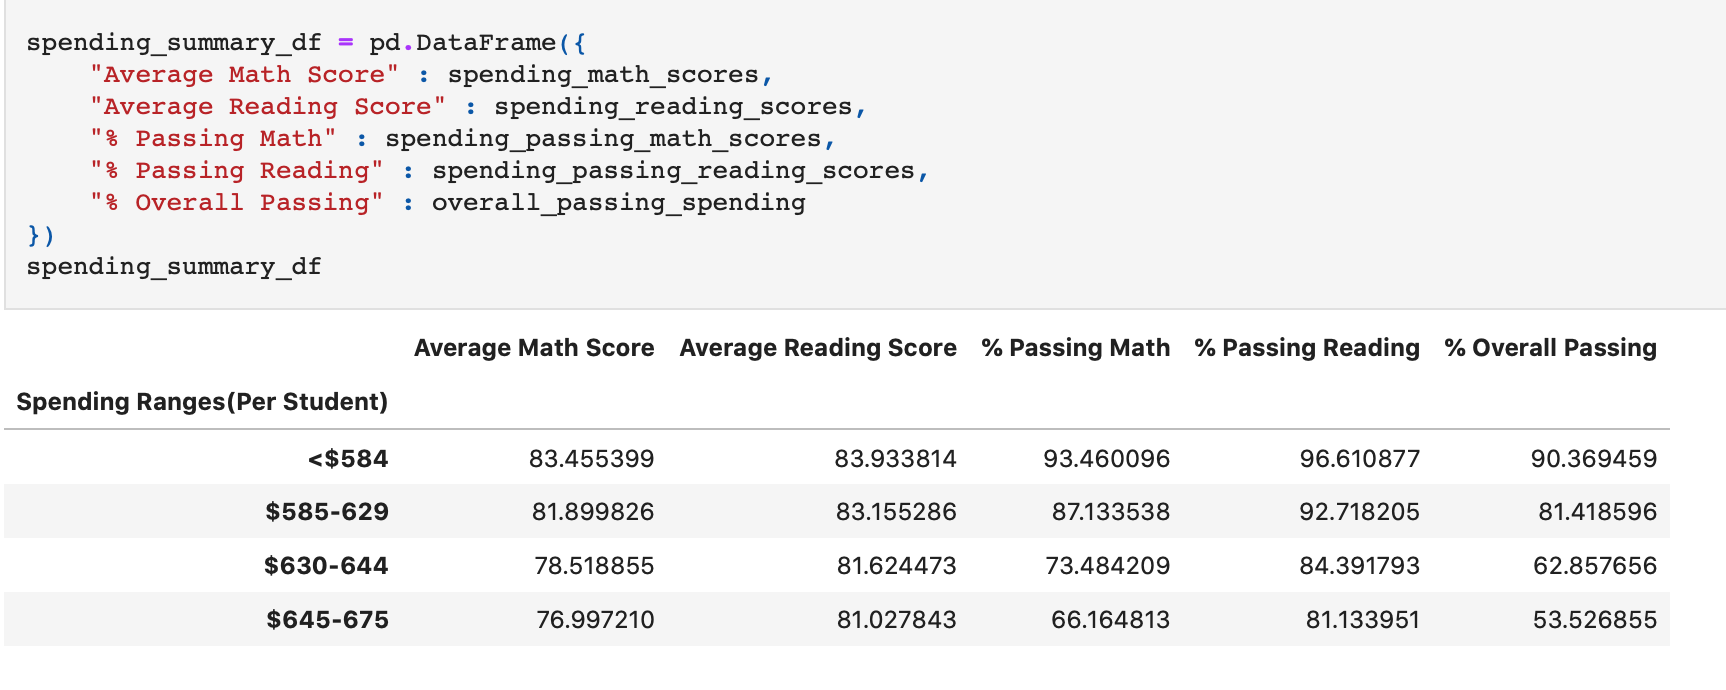 spending_summary_df = pd.DataFrame({
    "Average Math Score" : spending_math_scores,
    "Average Reading Score" : spending_reading_scores,
    "% Passing Math" : spending_passing_math_scores,
    "% Passing Reading" : spending_passing_reading_scores,
    "% Overall Passing" : overall_passing_spending
})
spending_summary_df
Average Math Score Average Reading Score % Passing Math % Passing Reading % Overall Passing
Spending Ranges(Per Student)
<$584 83.455399 83.933814 93.460096 96.610877 90.369459
$585-629 81.899826 83.155286 87.133538 92.718205 81.418596
$630-644 78.518855 81.624473 73.484209 84.391793 62.857656
$645-675 76.997210 81.027843 66.164813 81.133951 53.526855